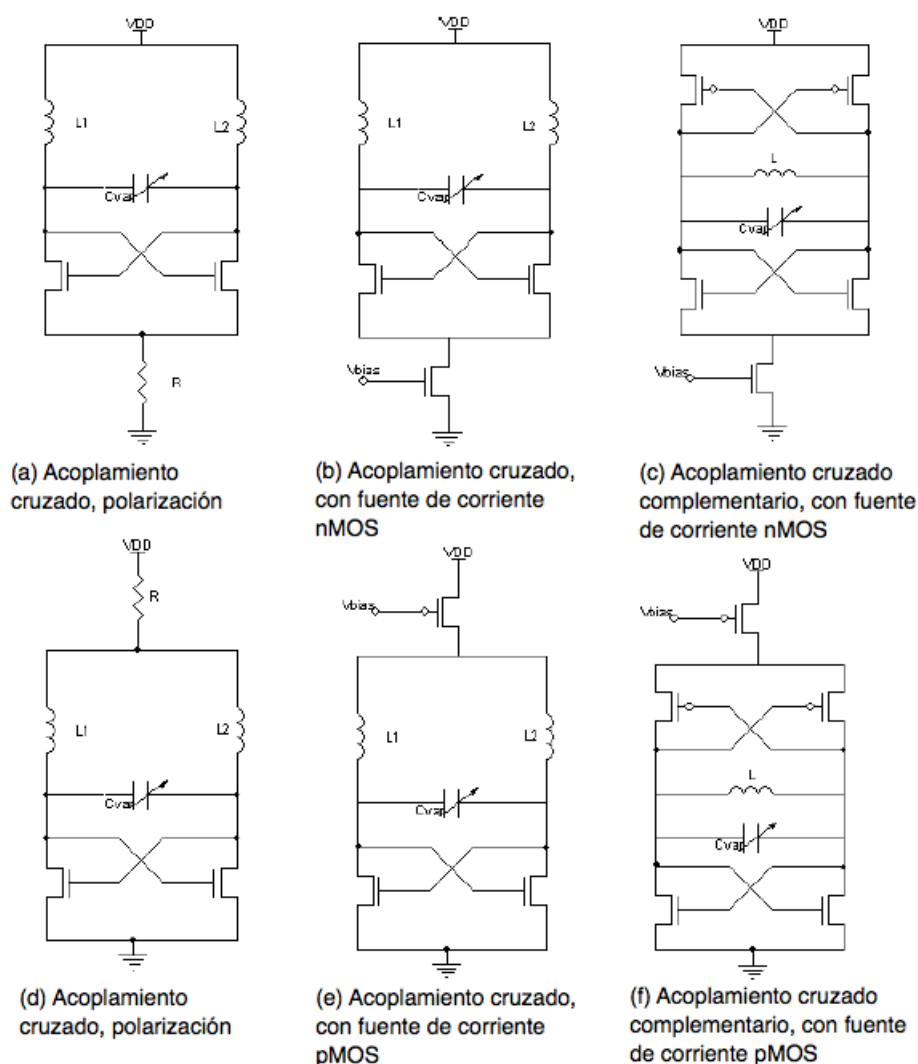 VDD
L1
L2
Cvar
R
(a) Acoplamiento
cruzado, polarización
VDD
L1
L2
Cvar
Vbias
(b) Acoplamiento cruzado,
con fuente de corriente
nMOS
VDD
L
Cvar
Vbias
(c) Acoplamiento cruzado
complementario, con fuente
de corriente nMOS
VDD
R
L1
L2
Cvar
(d) Acoplamiento
cruzado, polarización
VDD
Vbias
L1
L2
Cvar
(e) Acoplamiento cruzado,
con fuente de corriente
pMOS
VDD
Vbias
L
Cvar
(f) Acoplamiento cruzado
complementario, con fuente
de corriente pMOS